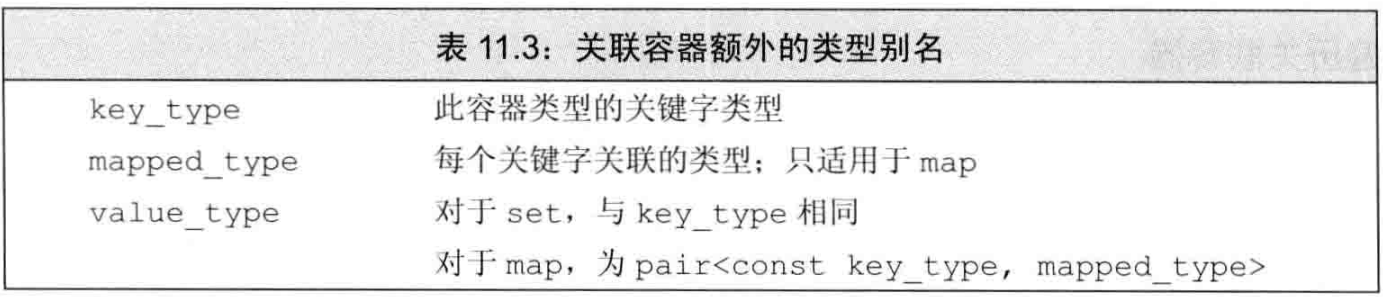 表 11.3：关联容器额外的类型别名
key_type 此容器类型的关键字类型
mapped_type 每个关键字关联的类型；只适用于 map
value_type 对于 set，与 key_type 相同
对于 map，为 pair<const key_type, mapped_type>